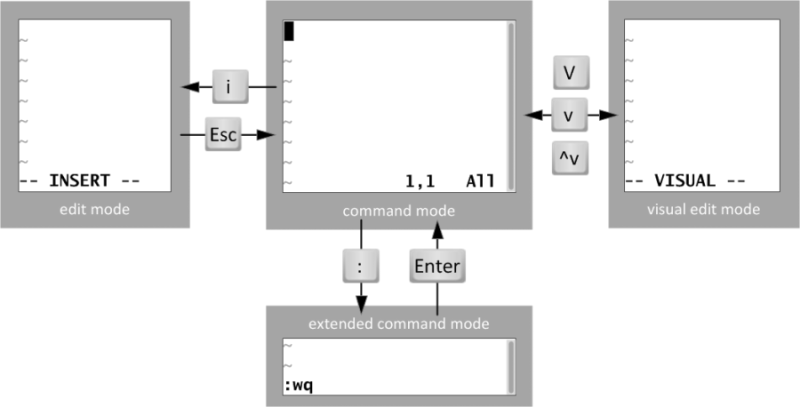 -- INSERT --
edit mode
i
Esc
1,1 All
command mode
V
v
^v
-- VISUAL --
visual edit mode
:
Enter
extended command mode
~
~
:wq